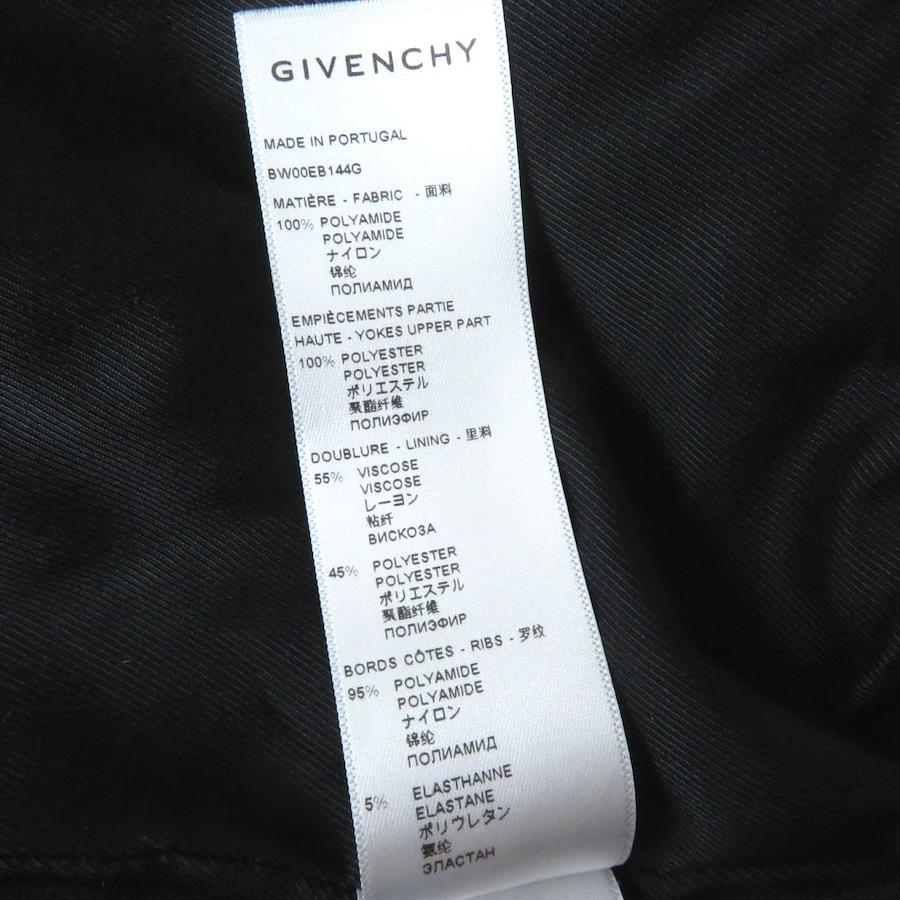 GIVENCHY
MADE IN PORTUGAL
BW00EB144G
MATIÈRE - FABRIC - 面料
100% POLYAMIDE
POLYAMIDE
ナイロン
锦纶
ПОЛИАМИД
EMPIÈCEMENTS PARTIE
HAUTE - YOKES UPPER PART
100% POLYESTER
POLYESTER
ポリエステル
聚酯纤维
ПОЛИЭФИР
DOUBLURE - LINING - 里料
55% VISCOSE
VISCOSE
レーヨン
粘纤
ВИСКОЗА
45% POLYESTER
POLYESTER
ポリエステル
聚酯纤维
ПОЛИЭФИР
BORDS CÔTES - RIBS - 罗纹
95% POLYAMIDE
POLYAMIDE
ナイロン
锦纶
ПОЛИАМИД
5% ELASTHANNE
ELASTANE
ポリウレタン
氨纶
ЭЛАСТАН